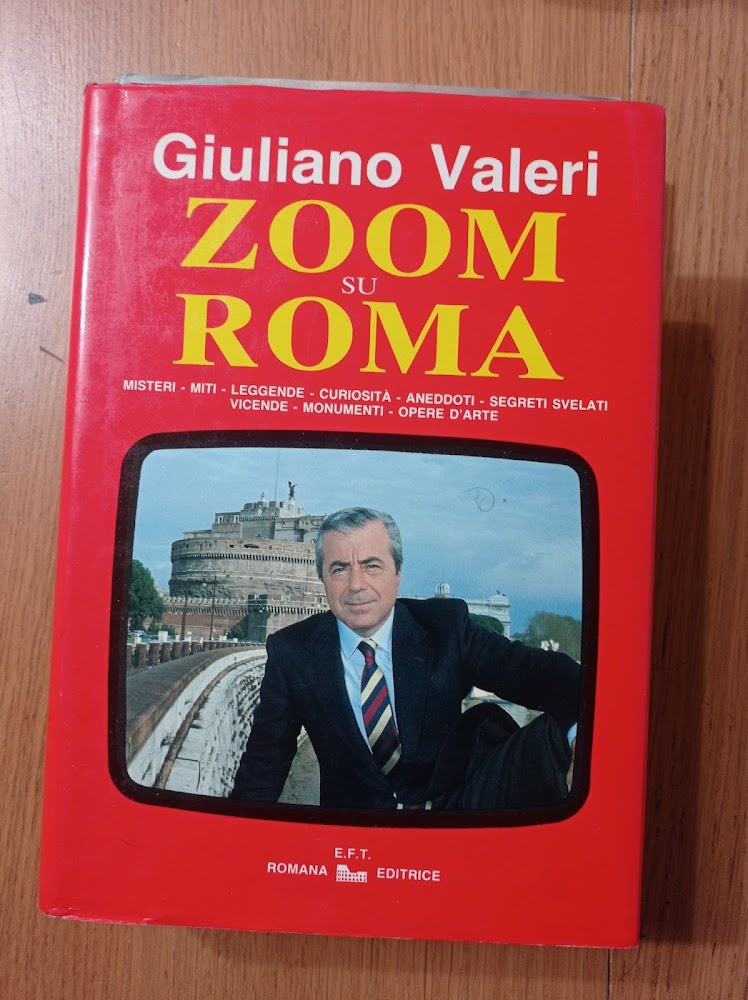 Giuliano Valeri
ZOOM
SU
ROMA
MISTERI - MITI - LEGGENDE - CURIOSITÀ - ANEDDOTI - SEGRETI SVELATI
VICENDE - MONUMENTI - OPERE D'ARTE
E.F.T.
ROMANA EDITRICE